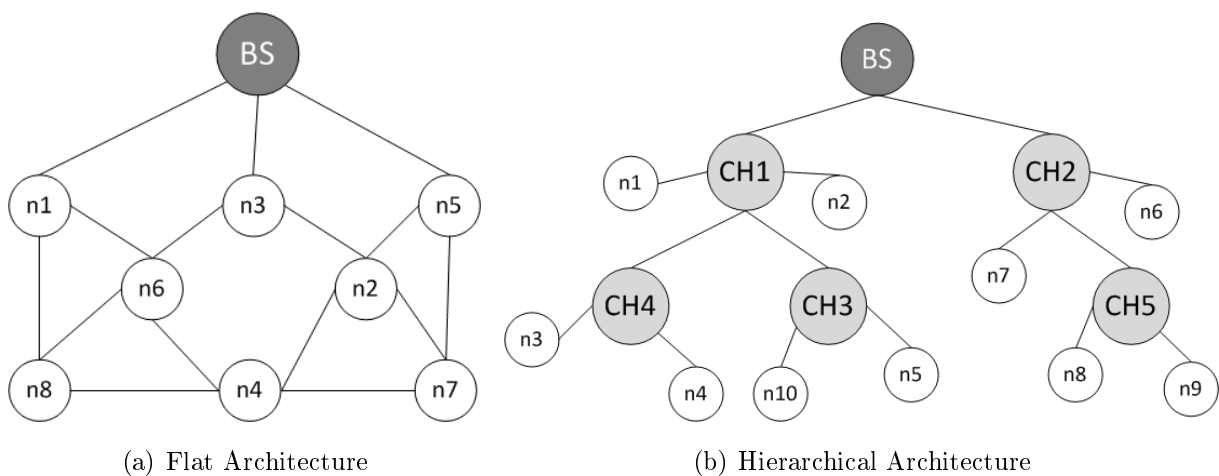 BS
n1
n3
n5
n6
n2
n8
n4
n7
(a) Flat Architecture
BS
n1
CH1
n2
CH2
n6
n7
CH4
CH3
CH5
n3
n4
n10
n5
n8
n9
(b) Hierarchical Architecture